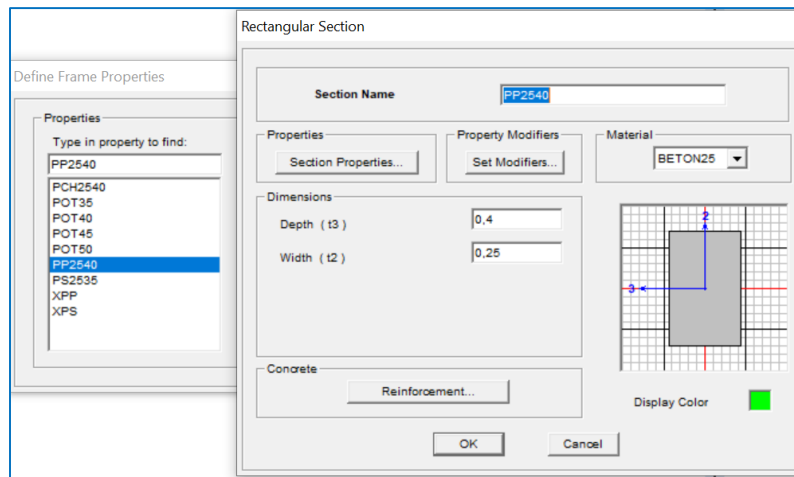 Rectangular Section
Define Frame Properties
Properties
Type in property to find:
PP2540
PCH2540
POT35
POT40
POT45
POT50
PP2540
PS2535
XPP
XPS
Section Name
PP2540
Properties
Section Properties...
Property Modifiers
Set Modifiers...
Material
BETON25
Dimensions
Depth ( t3 )
0,4
Width ( t2 )
0,25
2
3
Concrete
Reinforcement...
Display Color
OK
Cancel